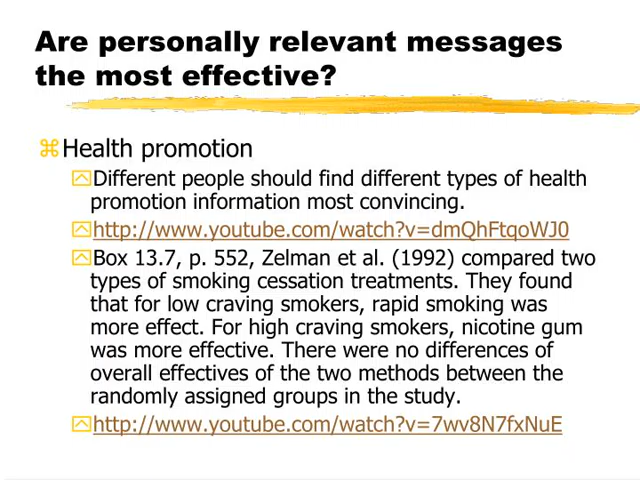 Are personally relevant messages
the most effective?
Health promotion
Different people should find different types of health
promotion information most convincing.
http://www.youtube.com/watch?v=dmQhFtqoWJ0
Box 13.7, p. 552, Zelman et al. (1992) compared two
types of smoking cessation treatments. They found
that for low craving smokers, rapid smoking was
more effect. For high craving smokers, nicotine gum
was more effective. There were no differences of
overall effectives of the two methods between the
randomly assigned groups in the study.
http://www.youtube.com/watch?v=7wv8N7fxNuE